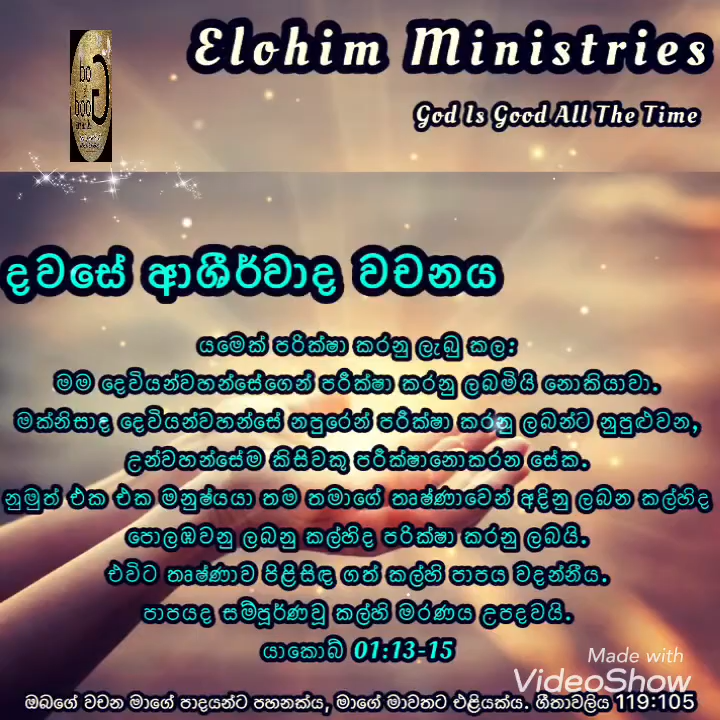 Elohim Ministries
God Is Good All The Time
දවසේ ආශීර්වාද වචනය
යමෙක් පරික්ෂා කරනු ලැබු කල:
මම දෙවියන්වහන්සේගෙන් පරීක්ෂා කරනු ලබමියි නොකියාවා.
මක්නිසාද දෙවියන්වහන්සේ නපුරෙන් පරීක්ෂා කරනු ලබන්ට නුපුළුවන,
උන්වහන්සේම කිසිවකු පරීක්ෂානොකරන සේක.
නුමුත් එක එක මනුෂ්‍යයා තම තමාගේ තෘෂ්ණාවෙන් අදිනු ලබන කල්හිද
පොලඹවනු ලබනු කල්හිද පරික්ෂා කරනු ලබයි.
එවිට තෘෂ්ණාව පිළිසිඳ ගත් කල්හි පාපය වදන්නීය.
පාපයද සම්පූර්ණවූ කල්හි මරණය උපදවයි.
යාකොබ් 01:13-15
Made with
VideoShow
ඔබගේ වචන මාගේ පාදයන්ට පහනක්ය, මාගේ මාවතට එළියක්ය. ගීතාවලිය 119:105